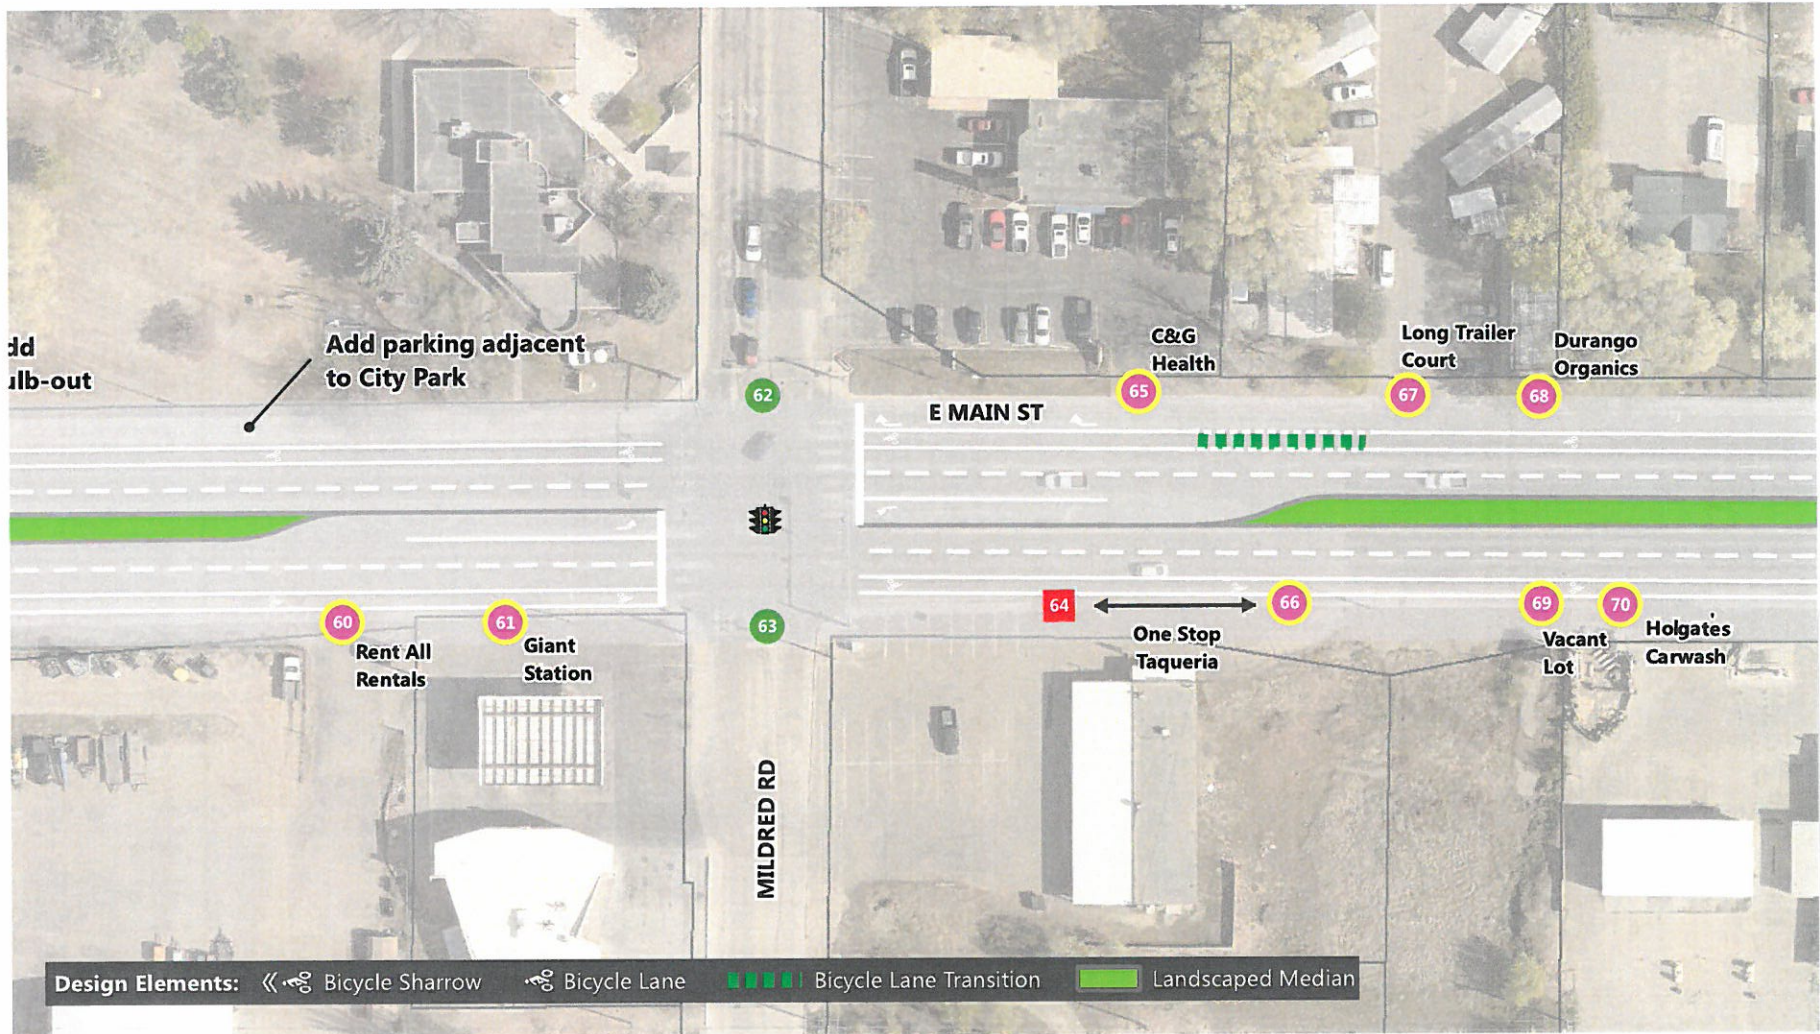 dd
ulb-out
Add parking adjacent
to City Park
C&G
Health
Long Trailer
Court
Durango
Organics
62
65
67
68
E MAIN ST
60
61
63
64
66
69
70
Rent All
Rentals
Giant
Station
One Stop
Taqueria
Vacant
Lot
Holgate's
Carwash
MILDRED RD
Design Elements: Bicycle Sharrow Bicycle Lane Bicycle Lane Transition Landscaped Median